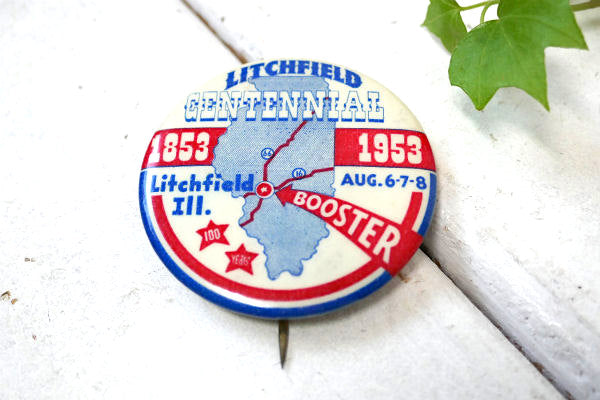 LITCHFIELD
CENTENNIAL
1853 1953
66
16
Litchfield
Ill.
AUG. 6-7-8
BOOSTER
100
YEARS